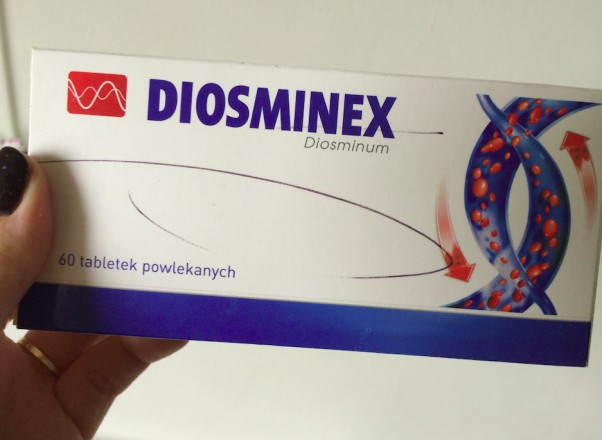 DIOSMINEX
Diosminum
60 tabletek powlekanych